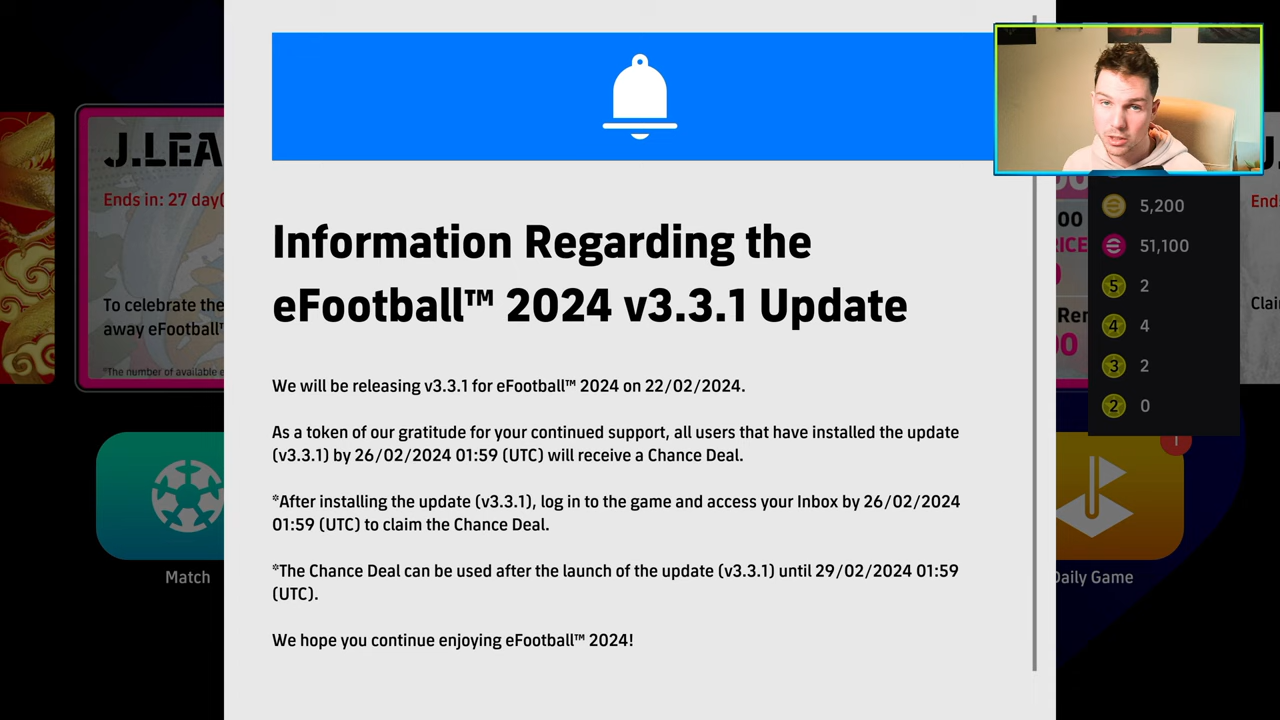 Information Regarding the
eFootball™ 2024 v3.3.1 Update
We will be releasing v3.3.1 for eFootball™ 2024 on 22/02/2024.
As a token of our gratitude for your continued support, all users that have installed the update
(v3.3.1) by 26/02/2024 01:59 (UTC) will receive a Chance Deal.
*After installing the update (v3.3.1), log in to the game and access your Inbox by 26/02/2024
01:59 (UTC) to claim the Chance Deal.
*The Chance Deal can be used after the launch of the update (v3.3.1) until 29/02/2024 01:59
(UTC).
We hope you continue enjoying eFootball™ 2024!
J.LEA
Ends in: 27 day(
To celebrate the
away eFootball™
*The number of available e
Match
5,200
51,100
5 2
4 4
3 2
2 0
Daily Game